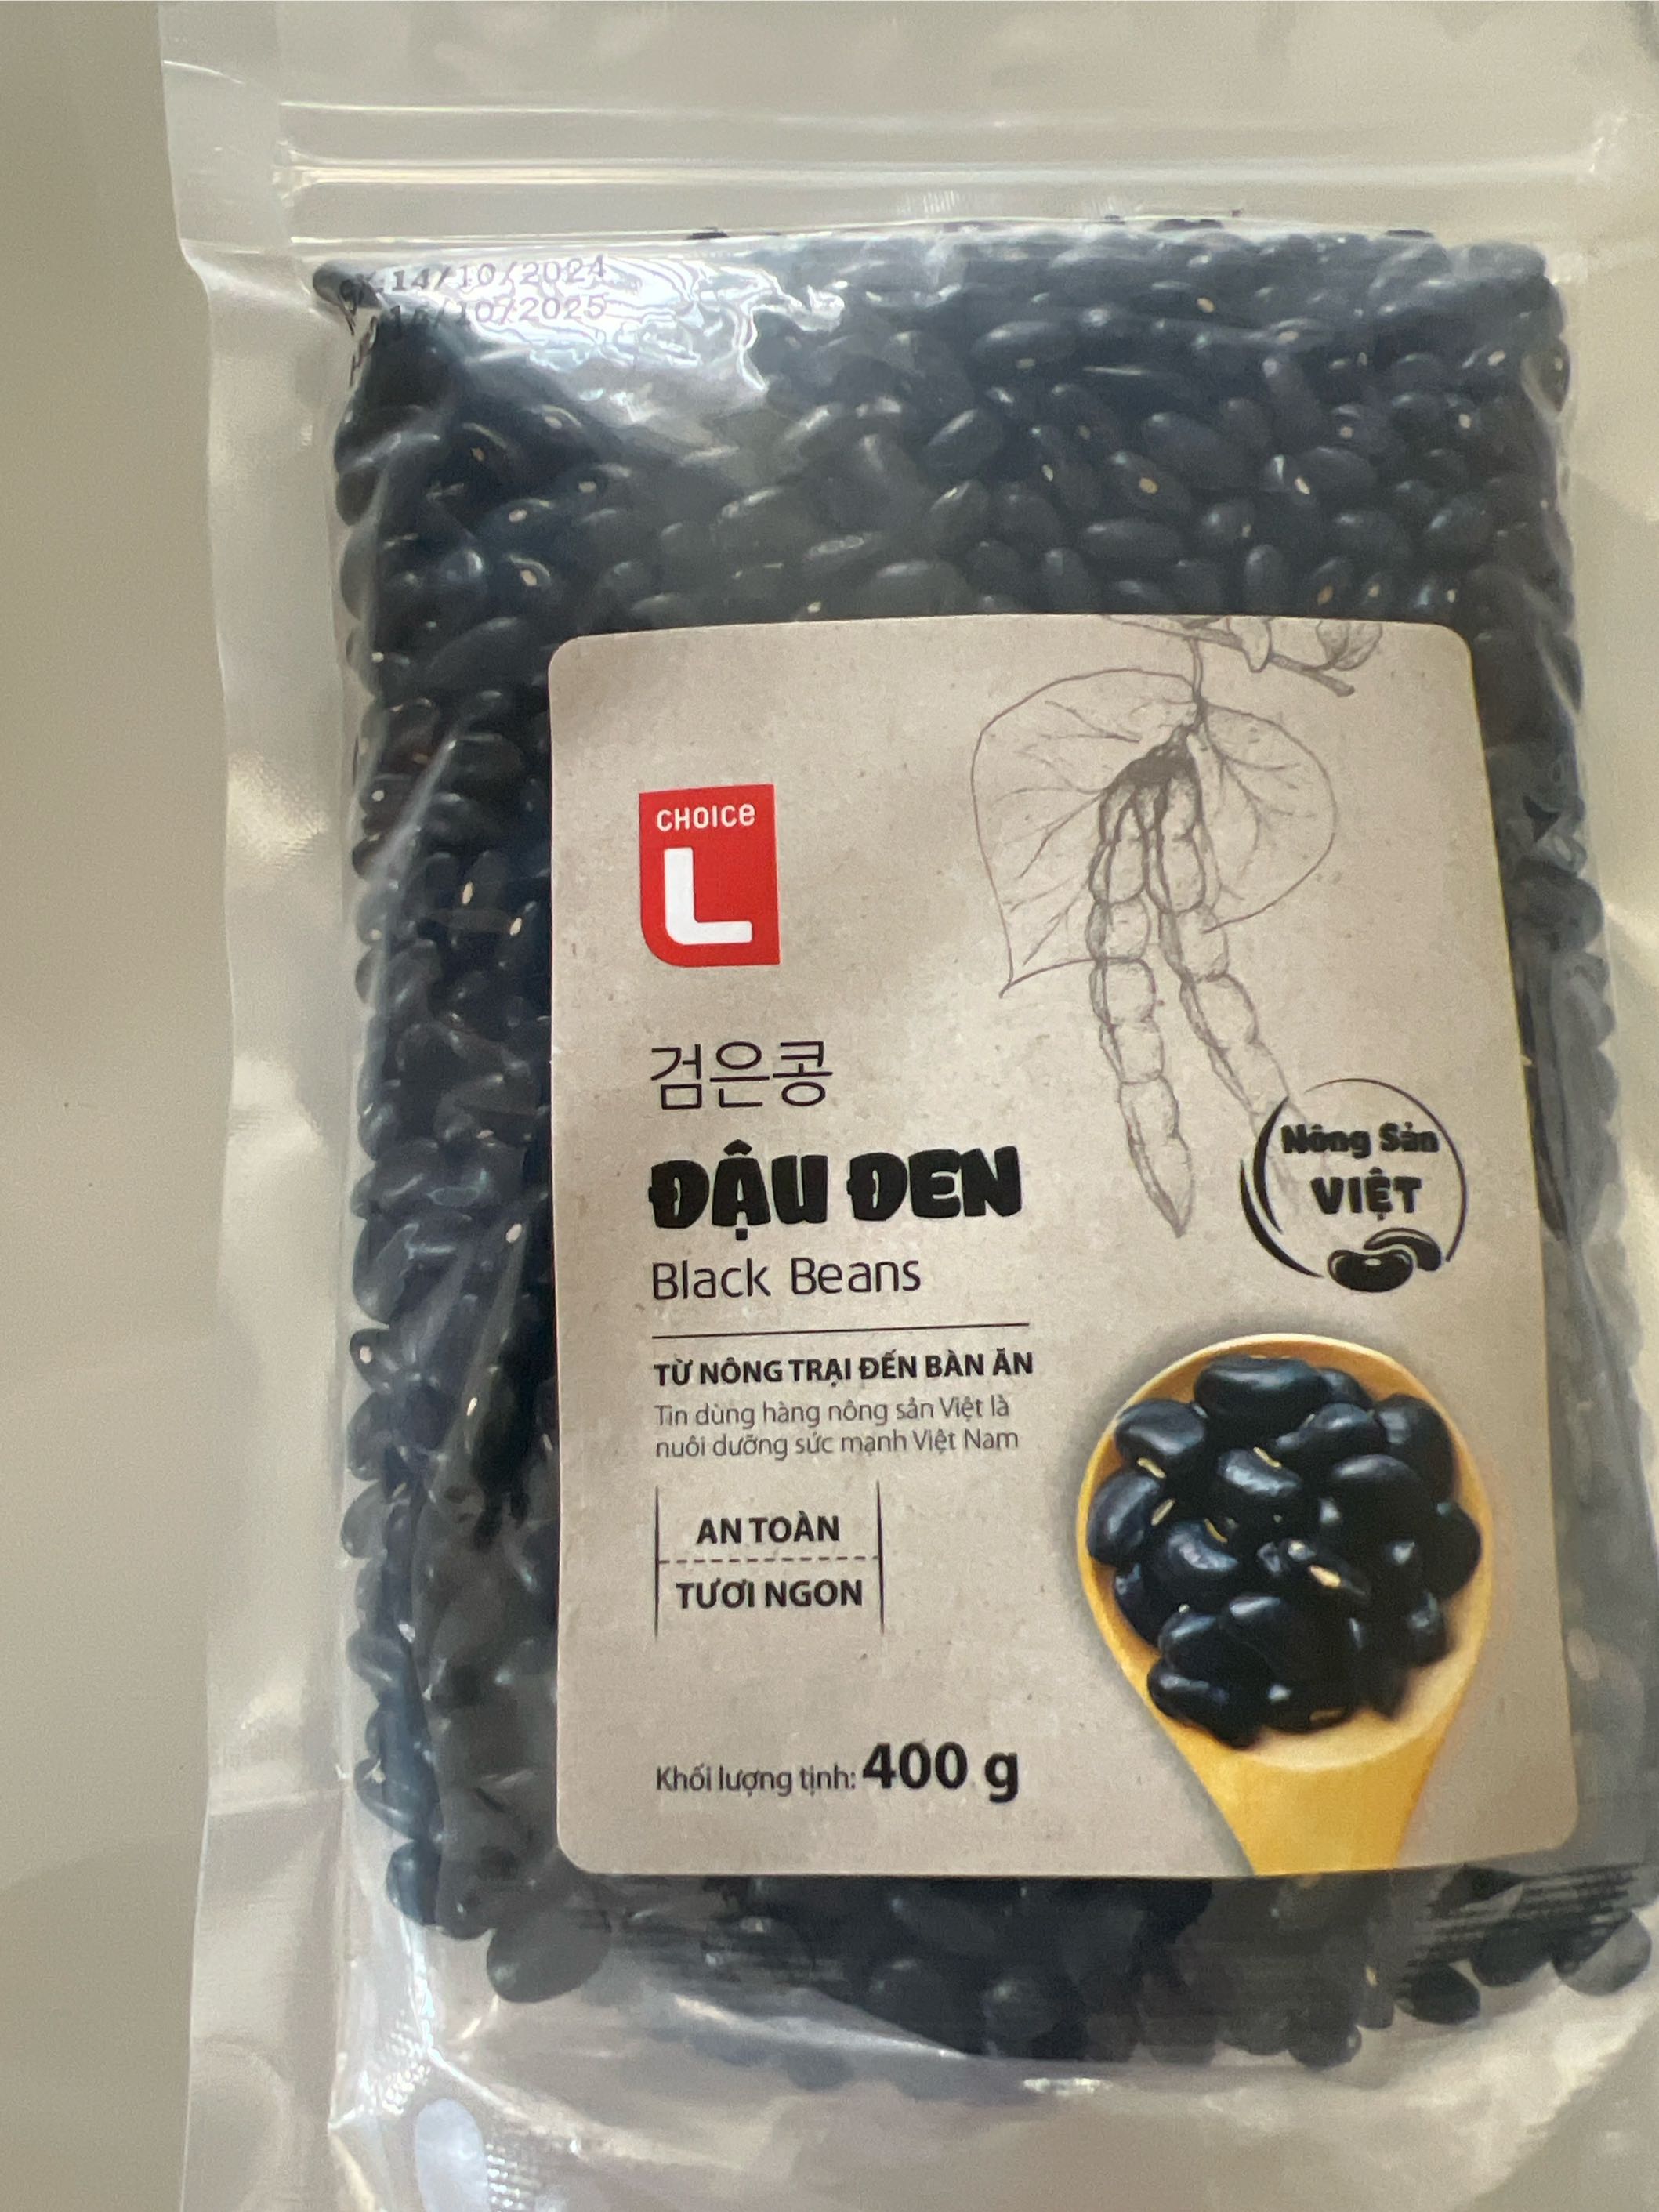 14/10/2024
/10/2025
CHOICE
L
검은콩
ĐẬU ĐEN
Black Beans
Nông Sản
VIỆT
TỪ NÔNG TRẠI ĐẾN BÀN ĂN
Tin dùng hàng nông sản Việt là
nuôi dưỡng sức mạnh Việt Nam
AN TOÀN
TƯƠI NGON
Khối lượng tịnh: 400 g